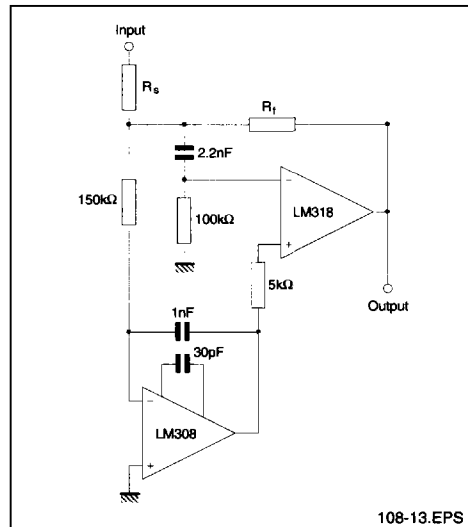 Input
Rs
Rf
2.2nF
150kΩ
100kΩ
−
LM318
+
5kΩ
Output
1nF
30pF
−
LM308
+
108-13.EPS